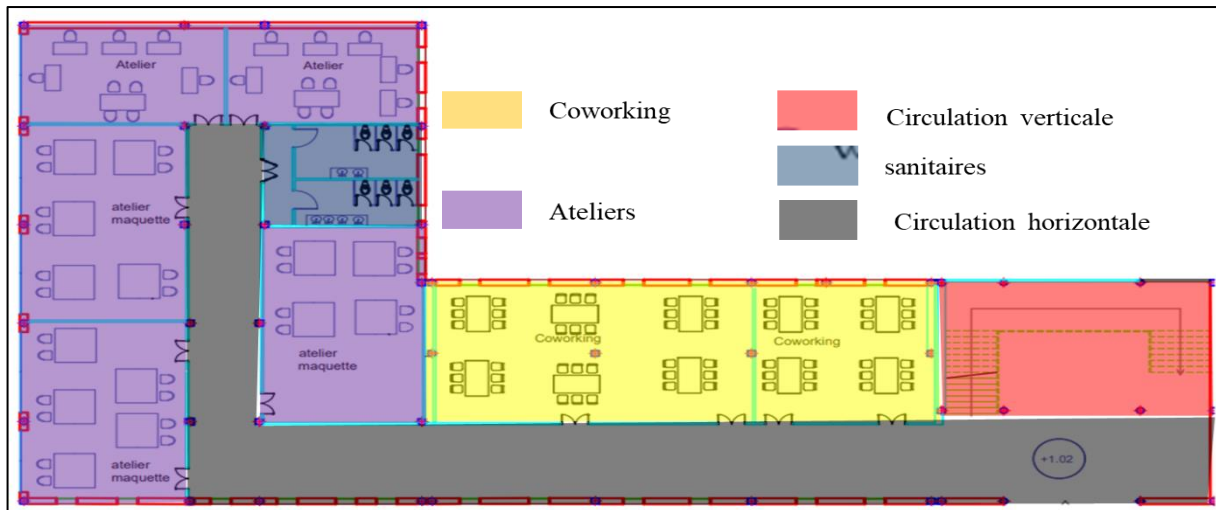 Atelier
Atelier
Coworking
Circulation verticale
sanitaires
Ateliers
Circulation horizontale
atelier
maquette
Coworking
Coworking
atelier
maquette
+1.02
atelier
maquette